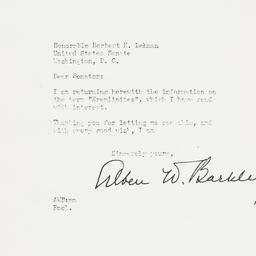 Honorable Herbert H. Lehman
United States Senate
Washington, D. C.
Dear Senator:
I am returning herewith the information on
the term "Kremlinites", which I have read
with interest.
Thanking you for letting me see this, and
with every good wish, I am
Sincerely yours,
Alben W. Barkle
AWB:mm
Encl.